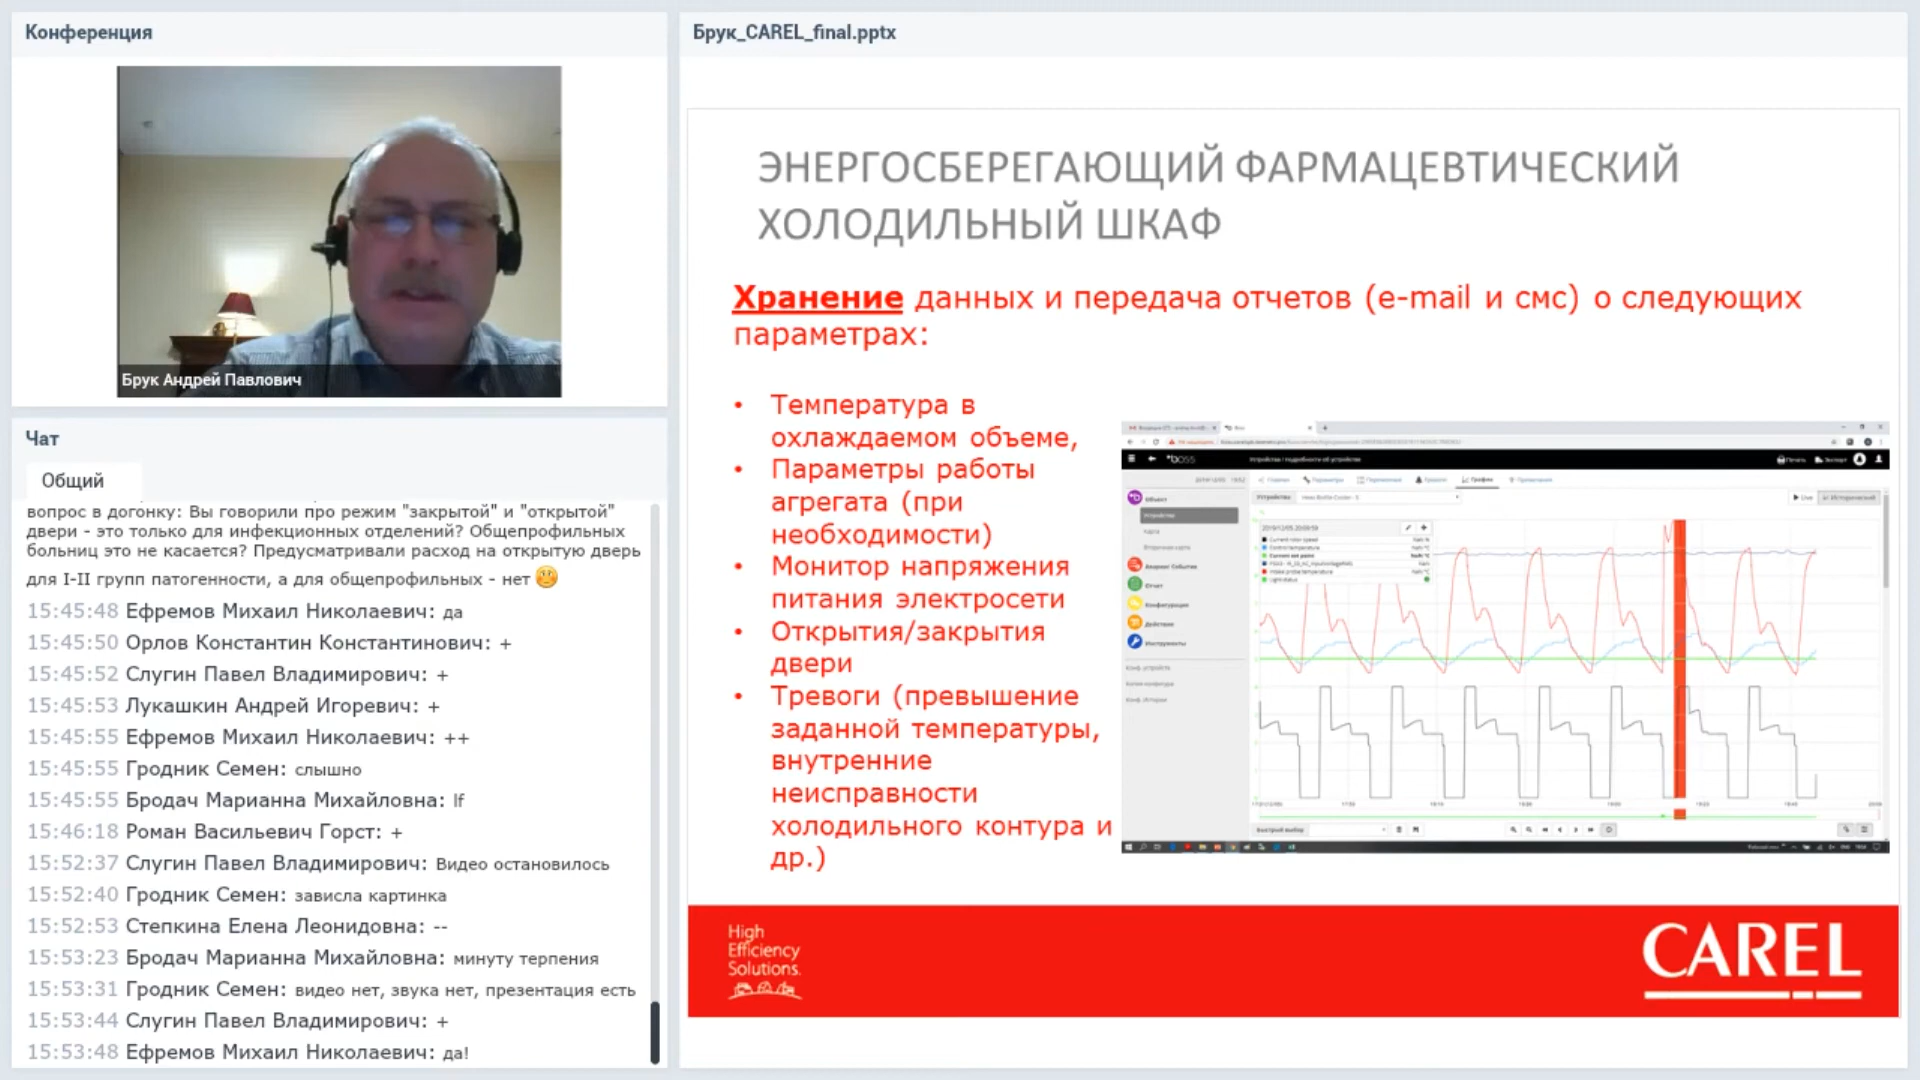 Конференция
Брук Андрей Павлович
Чат
Общий
вопрос в догонку: Вы говорили про режим "закрытой" и "открытой"
двери - это только для инфекционных отделений? Общепрофильных
больниц это не касается? Предусматривали расход на открытую дверь
для I-II групп патогенности, а для общепрофильных - нет
15:45:48 Ефремов Михаил Николаевич: да
15:45:50 Орлов Константин Константинович: +
15:45:52 Слугин Павел Владимирович: +
15:45:53 Лукашкин Андрей Игоревич: +
15:45:55 Ефремов Михаил Николаевич: ++
15:45:55 Гродник Семен: слышно
15:45:55 Бродач Марианна Михайловна: lf
15:46:18 Роман Васильевич Горст: +
15:52:37 Слугин Павел Владимирович: Видео остановилось
15:52:40 Гродник Семен: зависла картинка
15:52:53 Степкина Елена Леонидовна: --
15:53:23 Бродач Марианна Михайловна: минуту терпения
15:53:31 Гродник Семен: видео нет, звука нет, презентация есть
15:53:44 Слугин Павел Владимирович: +
15:53:48 Ефремов Михаил Николаевич: да!
Брук_CAREL_final.pptx
ЭНЕРГОСБЕРЕГАЮЩИЙ ФАРМАЦЕВТИЧЕСКИЙ
ХОЛОДИЛЬНЫЙ ШКАФ
Хранение данных и передача отчетов (e-mail и смс) о следующих
параметрах:
• Температура в
охлаждаемом объеме,
• Параметры работы
агрегата (при
необходимости)
• Монитор напряжения
питания электросети
• Открытия/закрытия
двери
• Тревоги (превышение
заданной температуры,
внутренние
неисправности
холодильного контура и
др.)
boss
Объект
Устройства
Отчет
Конфигурация
Действия
Инструменты
High
Efficiency
Solutions.
CAREL